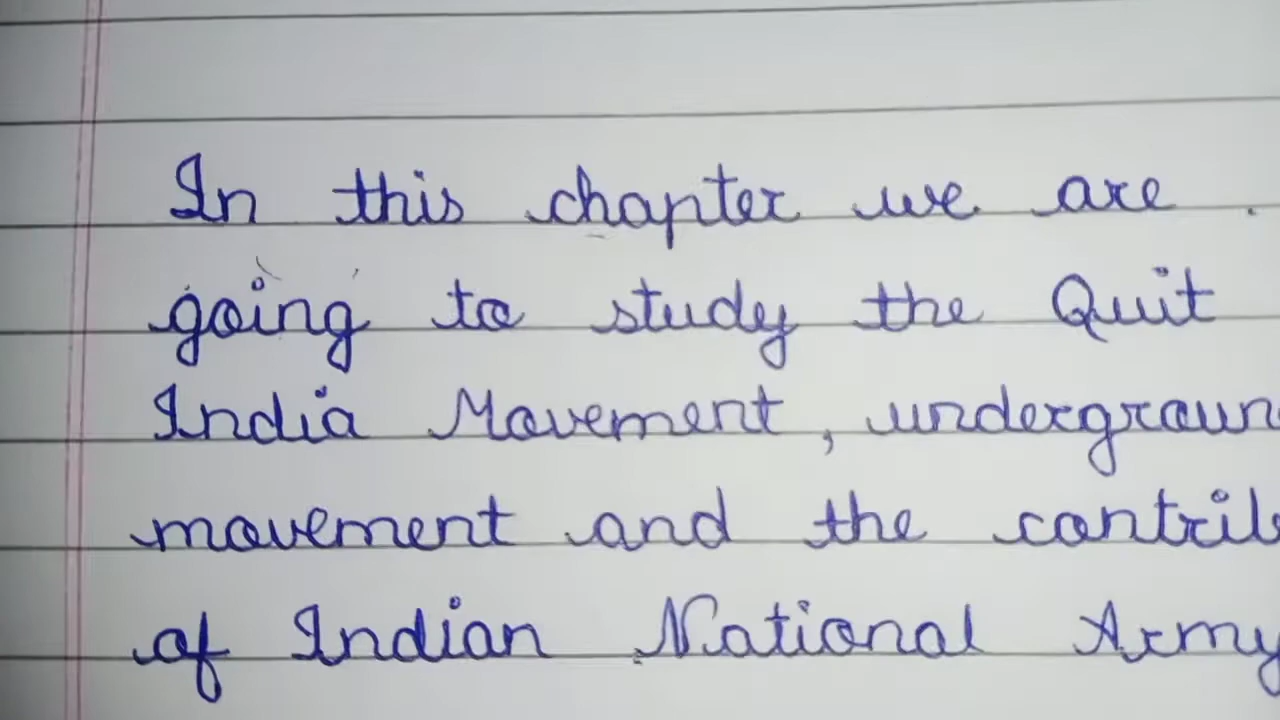 In this chapter we are
going to study the Quit
India Movement, undergroun
movement and the contrib
of Indian National Army